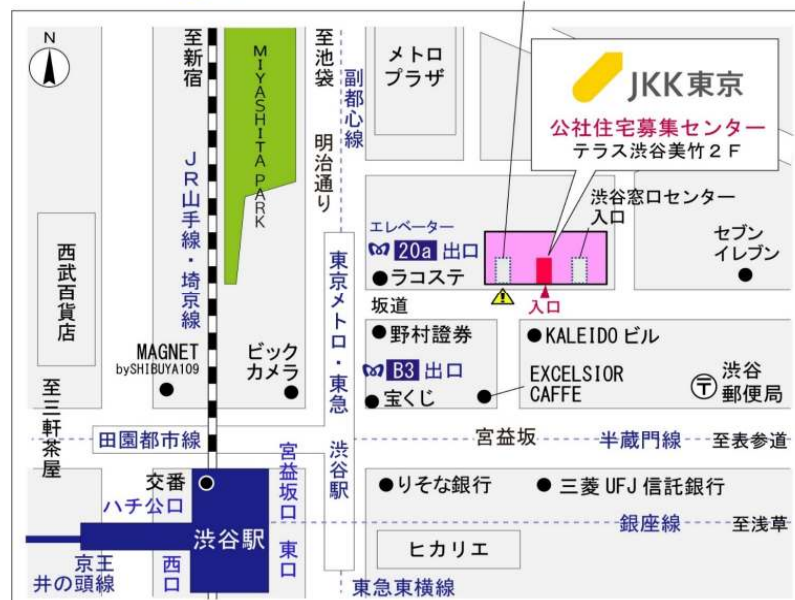 N
至新宿
MIYASHITA PARK
至池袋
明治通り
副都心線
メトロ
プラザ
JKK東京
公社住宅募集センター
テラス渋谷美竹2F
JR山手線・埼京線
渋谷窓口センター
入口
エレベーター
20a 出口
ラコステ
セブン
イレブン
西武百貨店
東京メトロ・東急 渋谷駅
坂道
入口
野村證券
KALEIDO ビル
MAGNET
bySHIBUYA109
ビック
カメラ
B3 出口
宝くじ
EXCELSIOR
CAFFE
渋谷
郵便局
至三軒茶屋
田園都市線
宮益坂
半蔵門線
至表参道
交番
宮益坂口
りそな銀行
三菱UFJ信託銀行
ハチ公口
渋谷駅
銀座線
至浅草
東口
ヒカリエ
京王
井の頭線
西口
東急東横線